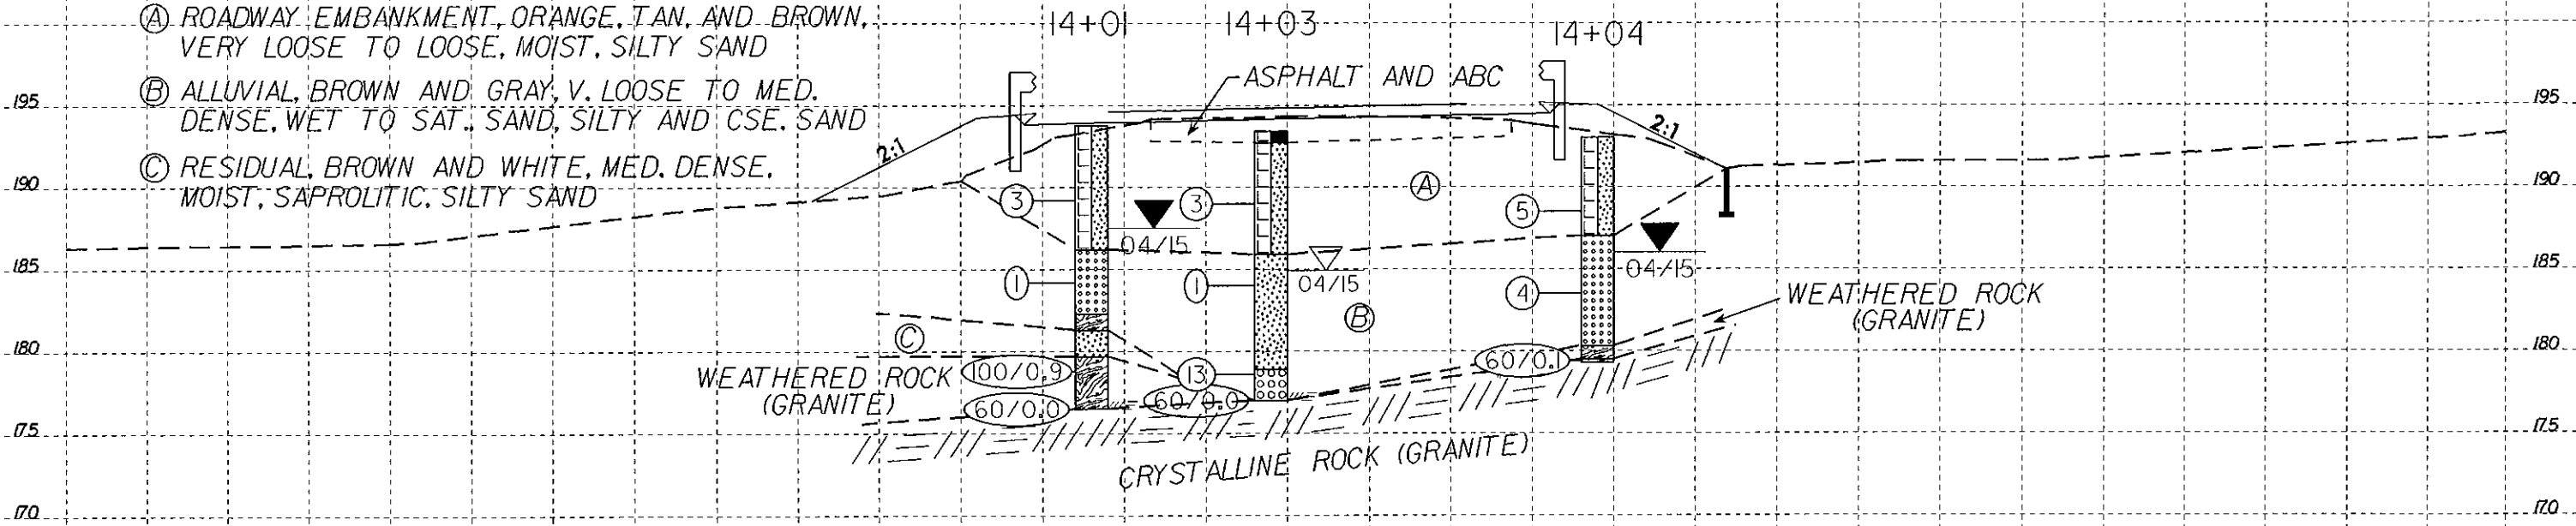 Ⓐ ROADWAY EMBANKMENT, ORANGE, TAN, AND BROWN,
VERY LOOSE TO LOOSE, MOIST, SILTY SAND
Ⓑ ALLUVIAL, BROWN AND GRAY, V. LOOSE TO MED.
DENSE, WET TO SAT., SAND, SILTY AND CSE. SAND
Ⓒ RESIDUAL, BROWN AND WHITE, MED. DENSE,
MOIST, SAPROLITIC, SILTY SAND
14+01 14+03 14+04
ASPHALT AND ABC
195 195
2:1 2:1
190 190
3 3 Ⓐ 5
04/15 04/15 04/15
185 185
1 1 4
Ⓑ
WEATHERED ROCK
(GRANITE)
Ⓒ
180 180
WEATHERED ROCK
(GRANITE)
100/0.9 13 60/0.1
60/0.0 60/0.0
175 175
CRYSTALLINE ROCK (GRANITE)
170 170